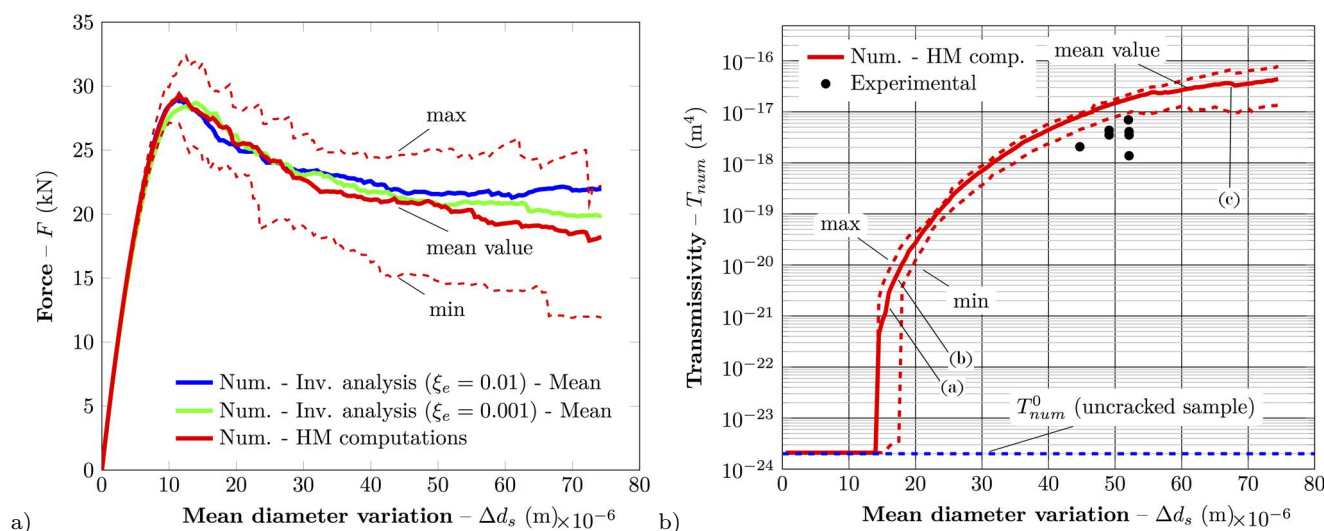 35
30
25
20
15
10
5
0
0 10 20 30 40 50 60 70 80
Force – F (kN)
max
mean value
min
Num. - Inv. analysis (ξe = 0.01) - Mean
Num. - Inv. analysis (ξe = 0.001) - Mean
Num. - HM computations
Mean diameter variation – Δds (m)×10⁻⁶
a)
10⁻¹⁶
10⁻¹⁷
10⁻¹⁸
10⁻¹⁹
10⁻²⁰
10⁻²¹
10⁻²²
10⁻²³
10⁻²⁴
0 10 20 30 40 50 60 70 80
Transmissivity – Tnum (m⁴)
Num. - HM comp.
Experimental
mean value
max
min
(a)
(b)
(c)
T⁰num (uncracked sample)
Mean diameter variation – Δds (m)×10⁻⁶
b)